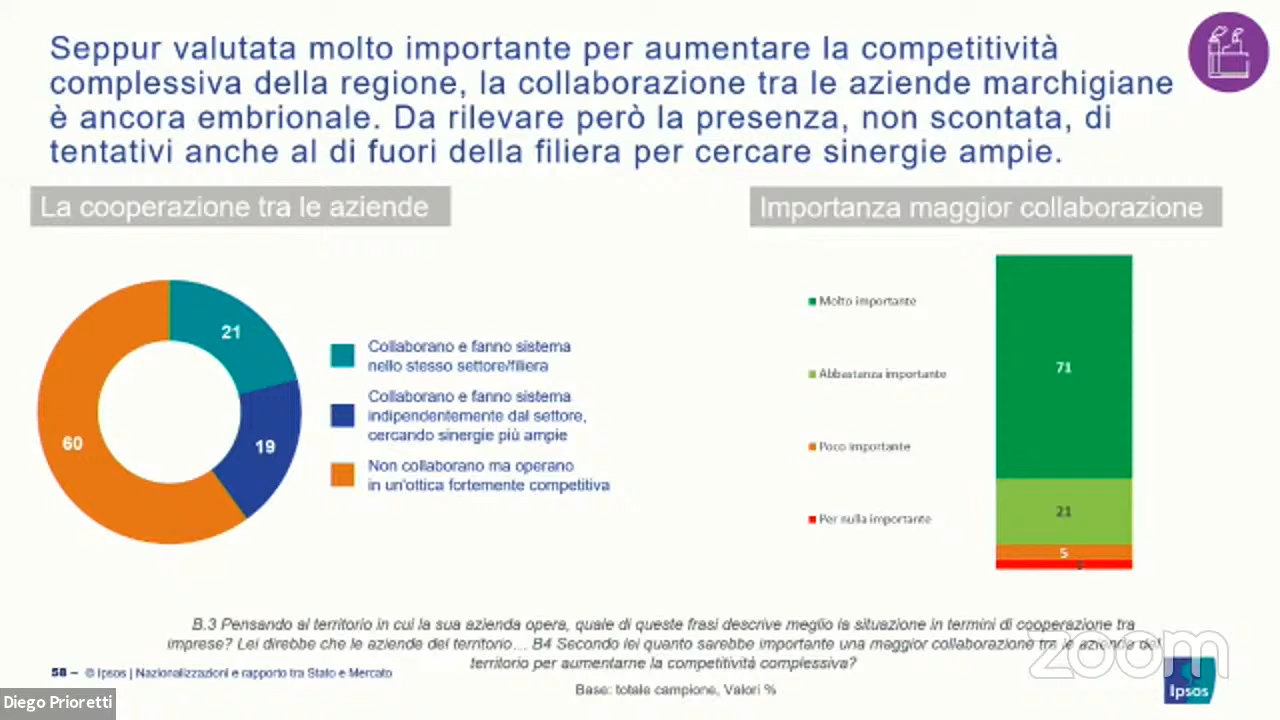 Seppur valutata molto importante per aumentare la competitività
complessiva della regione, la collaborazione tra le aziende marchigiane
è ancora embrionale. Da rilevare però la presenza, non scontata, di
tentativi anche al di fuori della filiera per cercare sinergie ampie.
La cooperazione tra le aziende
Importanza maggior collaborazione
21
19
60
Collaborano e fanno sistema
nello stesso settore/filiera
Collaborano e fanno sistema
indipendentemente dal settore,
cercando sinergie più ampie
Non collaborano ma operano
in un'ottica fortemente competitiva
Molto importante
Abbastanza importante
Poco importante
Per nulla importante
71
21
5
B.3 Pensando al territorio in cui la sua azienda opera, quale di queste frasi descrive meglio la situazione in termini di cooperazione tra
imprese? Lei direbbe che le aziende del territorio… B4 Secondo lei quanto sarebbe importante una maggior collaborazione tra le aziende del
territorio per aumentarne la competitività complessiva?
Base: totale campione, Valori %
58 – © Ipsos | Nazionalizzazioni e rapporto tra Stato e Mercato
zoom
Ipsos
Diego Prioretti